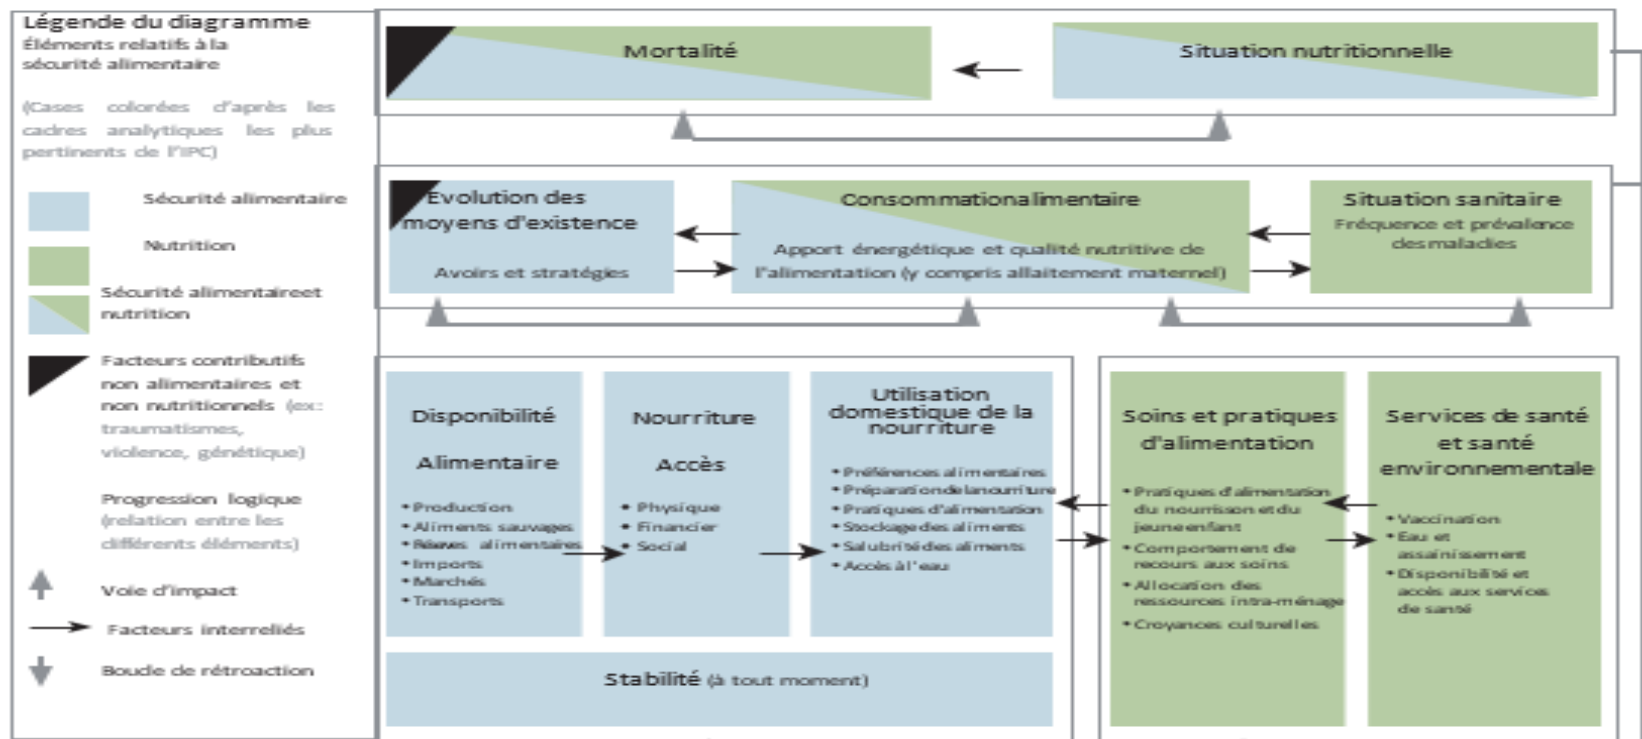 Légende du diagramme
Éléments relatifs à la
sécurité alimentaire
(Cases colorées d'après les
cadres analytiques les plus
pertinents de l'IPC)
Sécurité alimentaire
Nutrition
Sécurité alimentaireet
nutrition
Facteurs contributifs
non alimentaires et
non nutritionnels (ex:
traumatismes,
violence, génétique)
Progression logique
(relation entre les
différents éléments)
Voie d'impact
Facteurs interreliés
Boucle de rétroaction
Mortalité
Situation nutritionnelle
Evolution des
moyens d'existence
Avoirs et stratégies
Consommationalimentaire
Apport énergétique et qualité nutritive de
l'alimentation (y compris allaitement maternel)
Situation sanitaire
Fréquence et prévalence
desmaladies
Disponibilité
Alimentaire
• Production
• Aliments sauvages
• alimentaires
• Imports
• Marchés
• Transports
Nourriture
Accès
• Physique
• Financier
• Social
Utilisation
domestique de la
nourriture
• Préférences alimentaires
• Préparationdelanourriture
• Pratiques d'alimentation
• Stockage des aliments
• Salubrité des aliments
• Accès à l'eau
Stabilité (à tout moment)
Soins et pratiques
d'alimentation
• Pratiques d'alimentation
du nourrisson et du
jeune enfant
• Comportement de
recours aux soins
• Allocation des
ressources intra-ménage
• Croyances culturelles
Services de santé
et santé
environnementale
• Vaccination
• Eau et
assainissement
• Disponibilité et
accès aux services
de santé